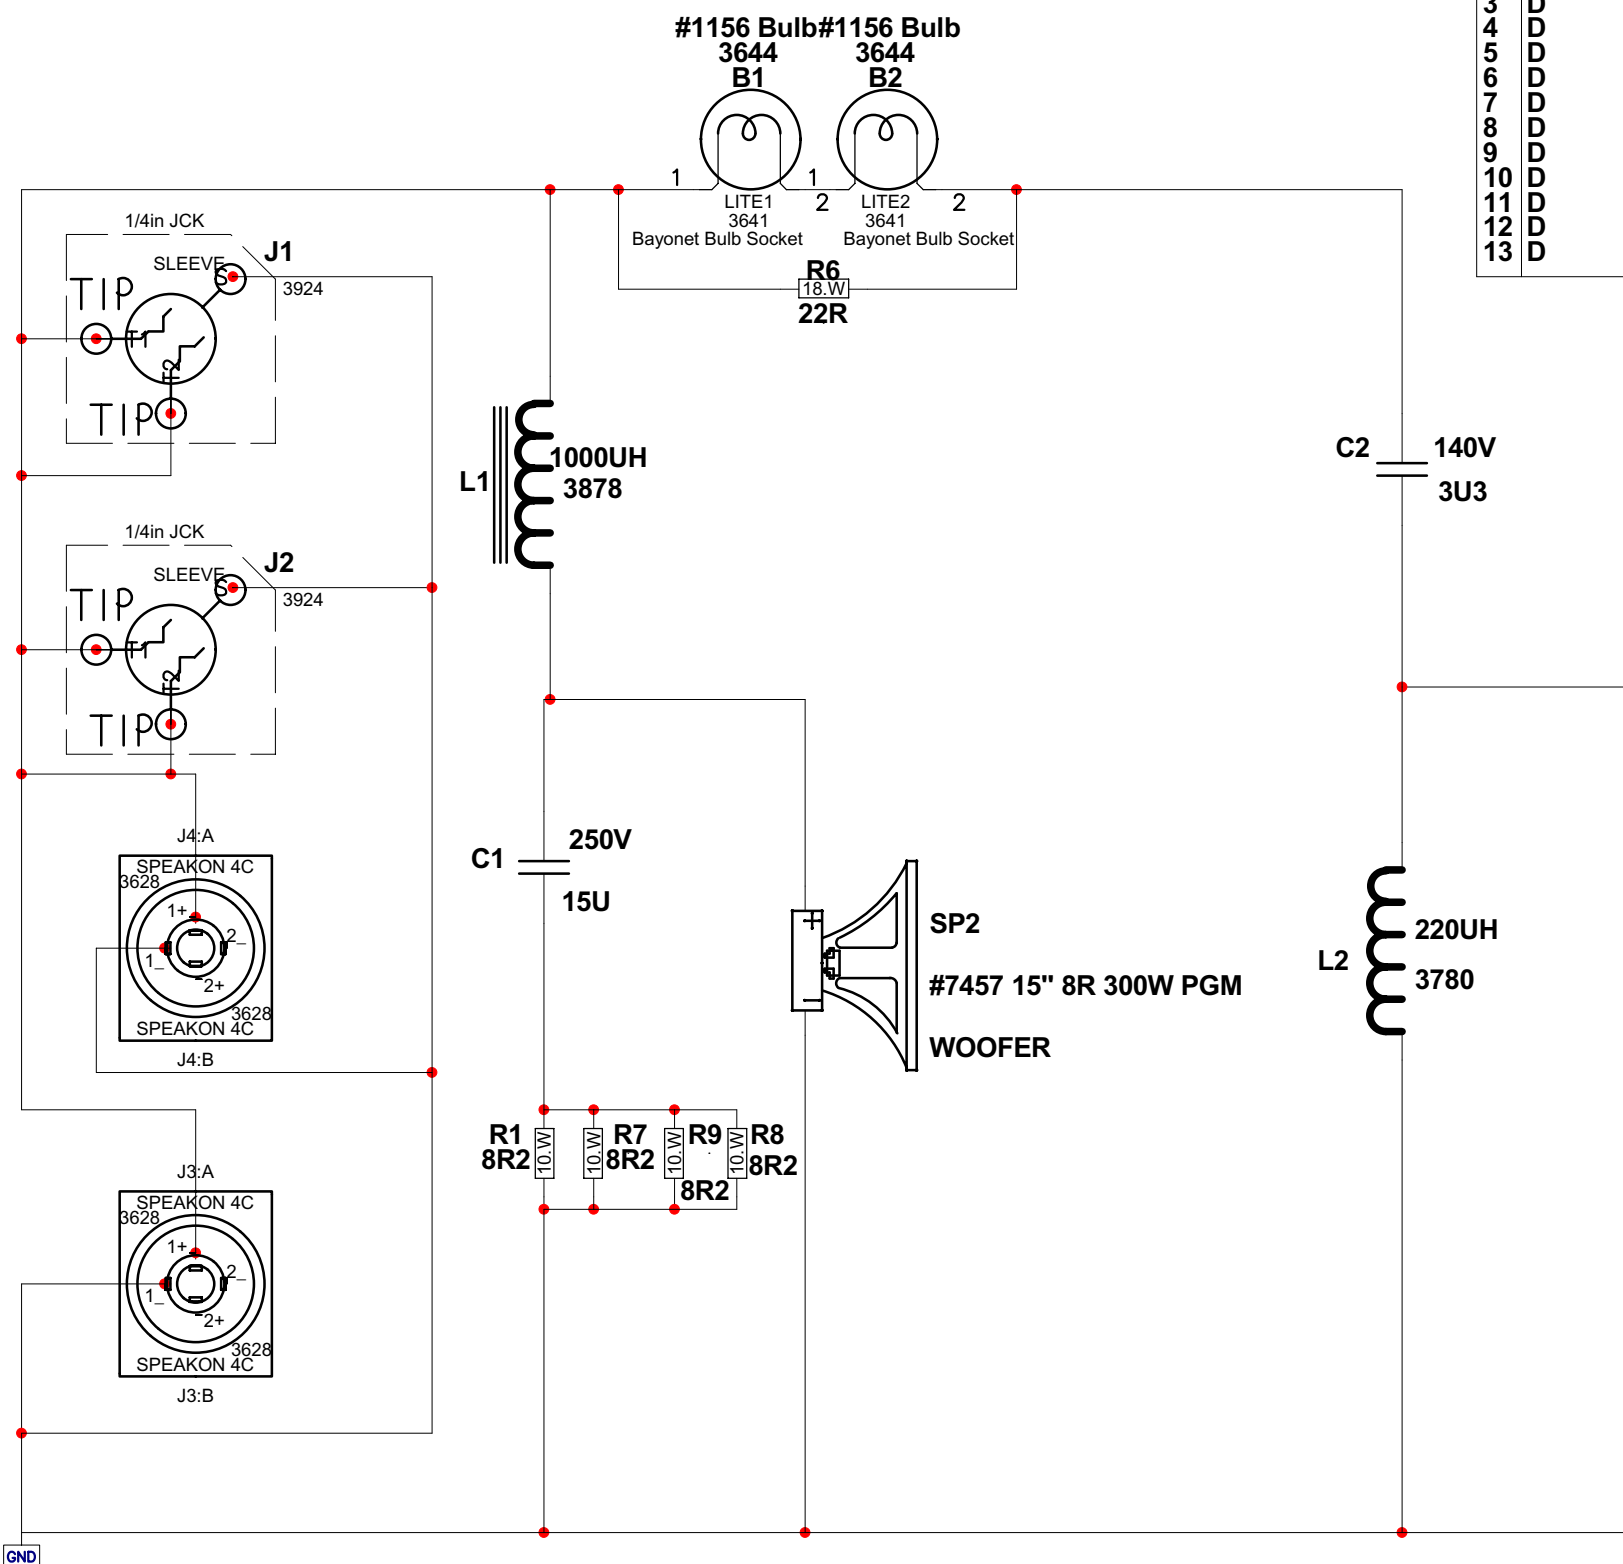 #1156 Bulb #1156 Bulb
3644 3644
B1 B2
1 1
LITE1 2 LITE2 2
3641 3641
Bayonet Bulb Socket Bayonet Bulb Socket
R6
18.W
22R
3 D
4 D
5 D
6 D
7 D
8 D
9 D
10 D
11 D
12 D
13 D
1/4in JCK
J1
SLEEVE S
3924
TIP
T1
T2
TIP
L1
1000UH
3878
C2 140V
3U3
1/4in JCK
J2
SLEEVE S
3924
TIP
T1
T2
TIP
J4:A
SPEAKON 4C
3628
1+
2_
1_
2+
3628
SPEAKON 4C
J4:B
C1 250V
15U
SP2
#7457 15" 8R 300W PGM
WOOFER
L2
220UH
3780
R1 R7 R9 R8
8R2 8R2 8R2 8R2
10.W 10.W 10.W 10.W
J3:A
SPEAKON 4C
3628
1+
2_
1_
2+
3628
SPEAKON 4C
J3:B
GND